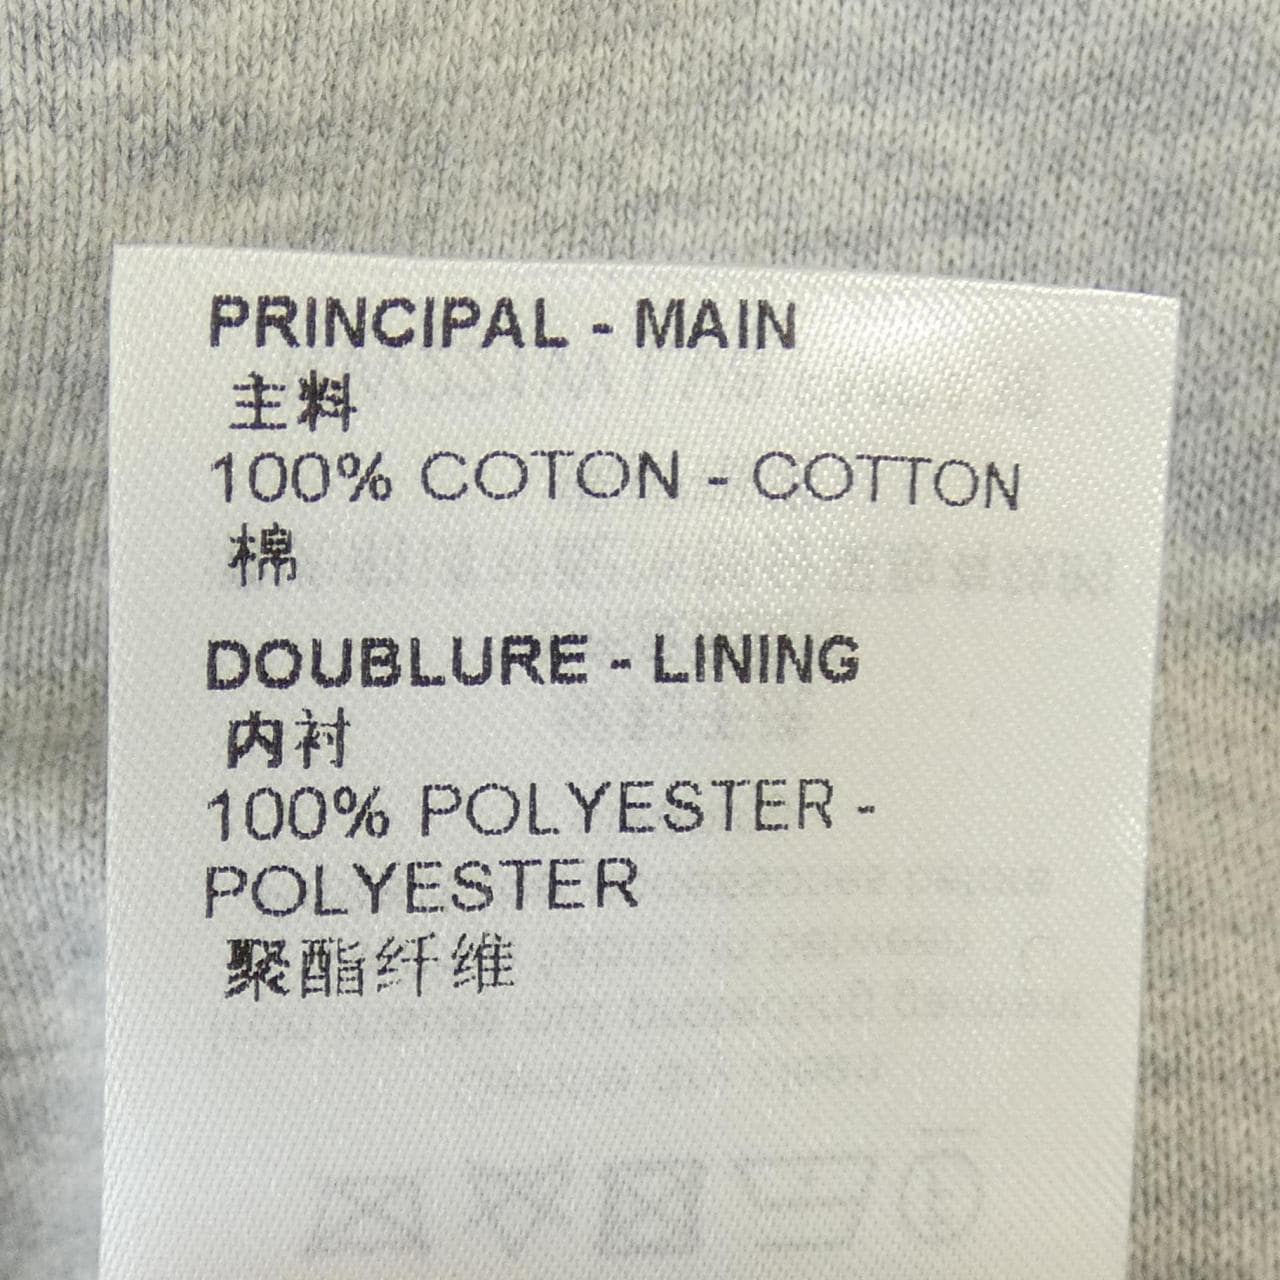 PRINCIPAL - MAIN
主料
100% COTON - COTTON
棉
DOUBLURE - LINING
内衬
100% POLYESTER -
POLYESTER
聚酯纤维